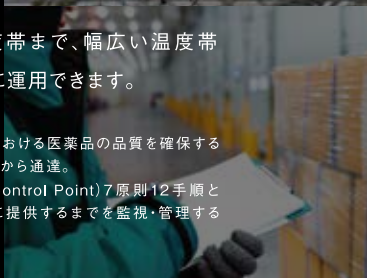 度帯まで、幅広い温度帯
に運用できます。
おける医薬品の品質を確保する
から通達。
ontrol Point)7原則12手順と
提供するまでを監視・管理する